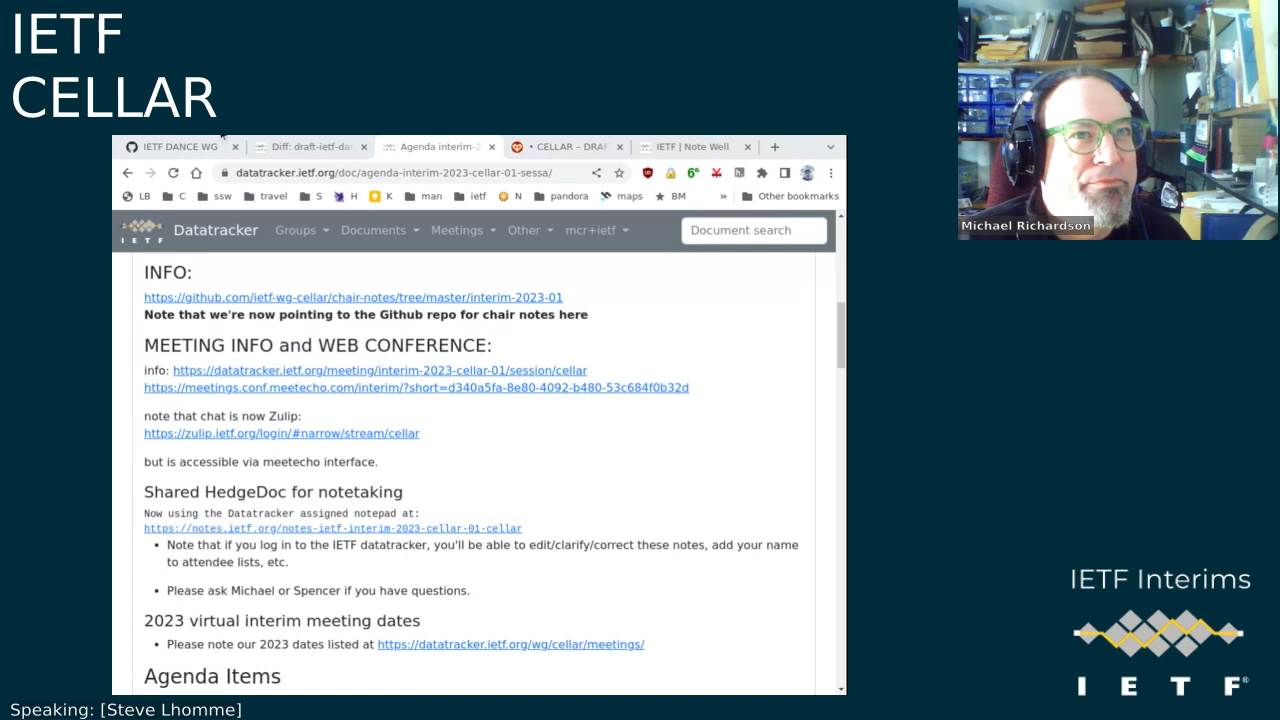 IETF
CELLAR
IETF DANCE WG
Diff: draft-ietf-dan
Agenda interim-2
• CELLAR – DRAF
IETF | Note Well
datatracker.ietf.org/doc/agenda-interim-2023-cellar-01-sessa/
LB C ssw travel S H K man ietf N pandora maps BM » Other bookmarks
IETF Datatracker Groups Documents Meetings Other mcr+ietf Document search
INFO:
https://github.com/ietf-wg-cellar/chair-notes/tree/master/interim-2023-01
Note that we're now pointing to the Github repo for chair notes here
MEETING INFO and WEB CONFERENCE:
info: https://datatracker.ietf.org/meeting/interim-2023-cellar-01/session/cellar
https://meetings.conf.meetecho.com/interim/?short=d340a5fa-8e80-4092-b480-53c684f0b32d
note that chat is now Zulip:
https://zulip.ietf.org/login/#narrow/stream/cellar
but is accessible via meetecho interface.
Shared HedgeDoc for notetaking
Now using the Datatracker assigned notepad at:
https://notes.ietf.org/notes-ietf-interim-2023-cellar-01-cellar
• Note that if you log in to the IETF datatracker, you'll be able to edit/clarify/correct these notes, add your name
to attendee lists, etc.
• Please ask Michael or Spencer if you have questions.
2023 virtual interim meeting dates
• Please note our 2023 dates listed at https://datatracker.ietf.org/wg/cellar/meetings/
Agenda Items
Michael Richardson
IETF Interims
I E T F®
Speaking: [Steve Lhomme]